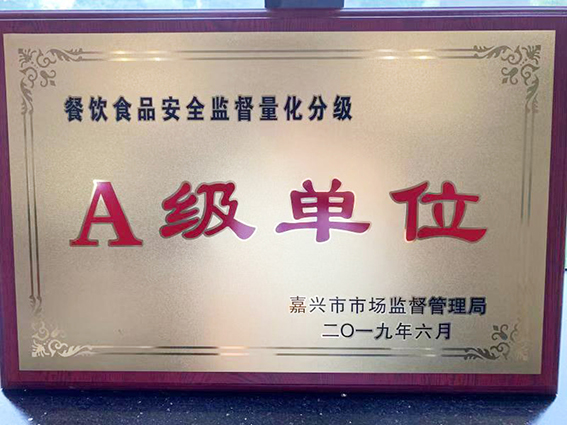 餐饮食品安全监督量化分级
A级单位
嘉兴市市场监督管理局
二〇一九年六月